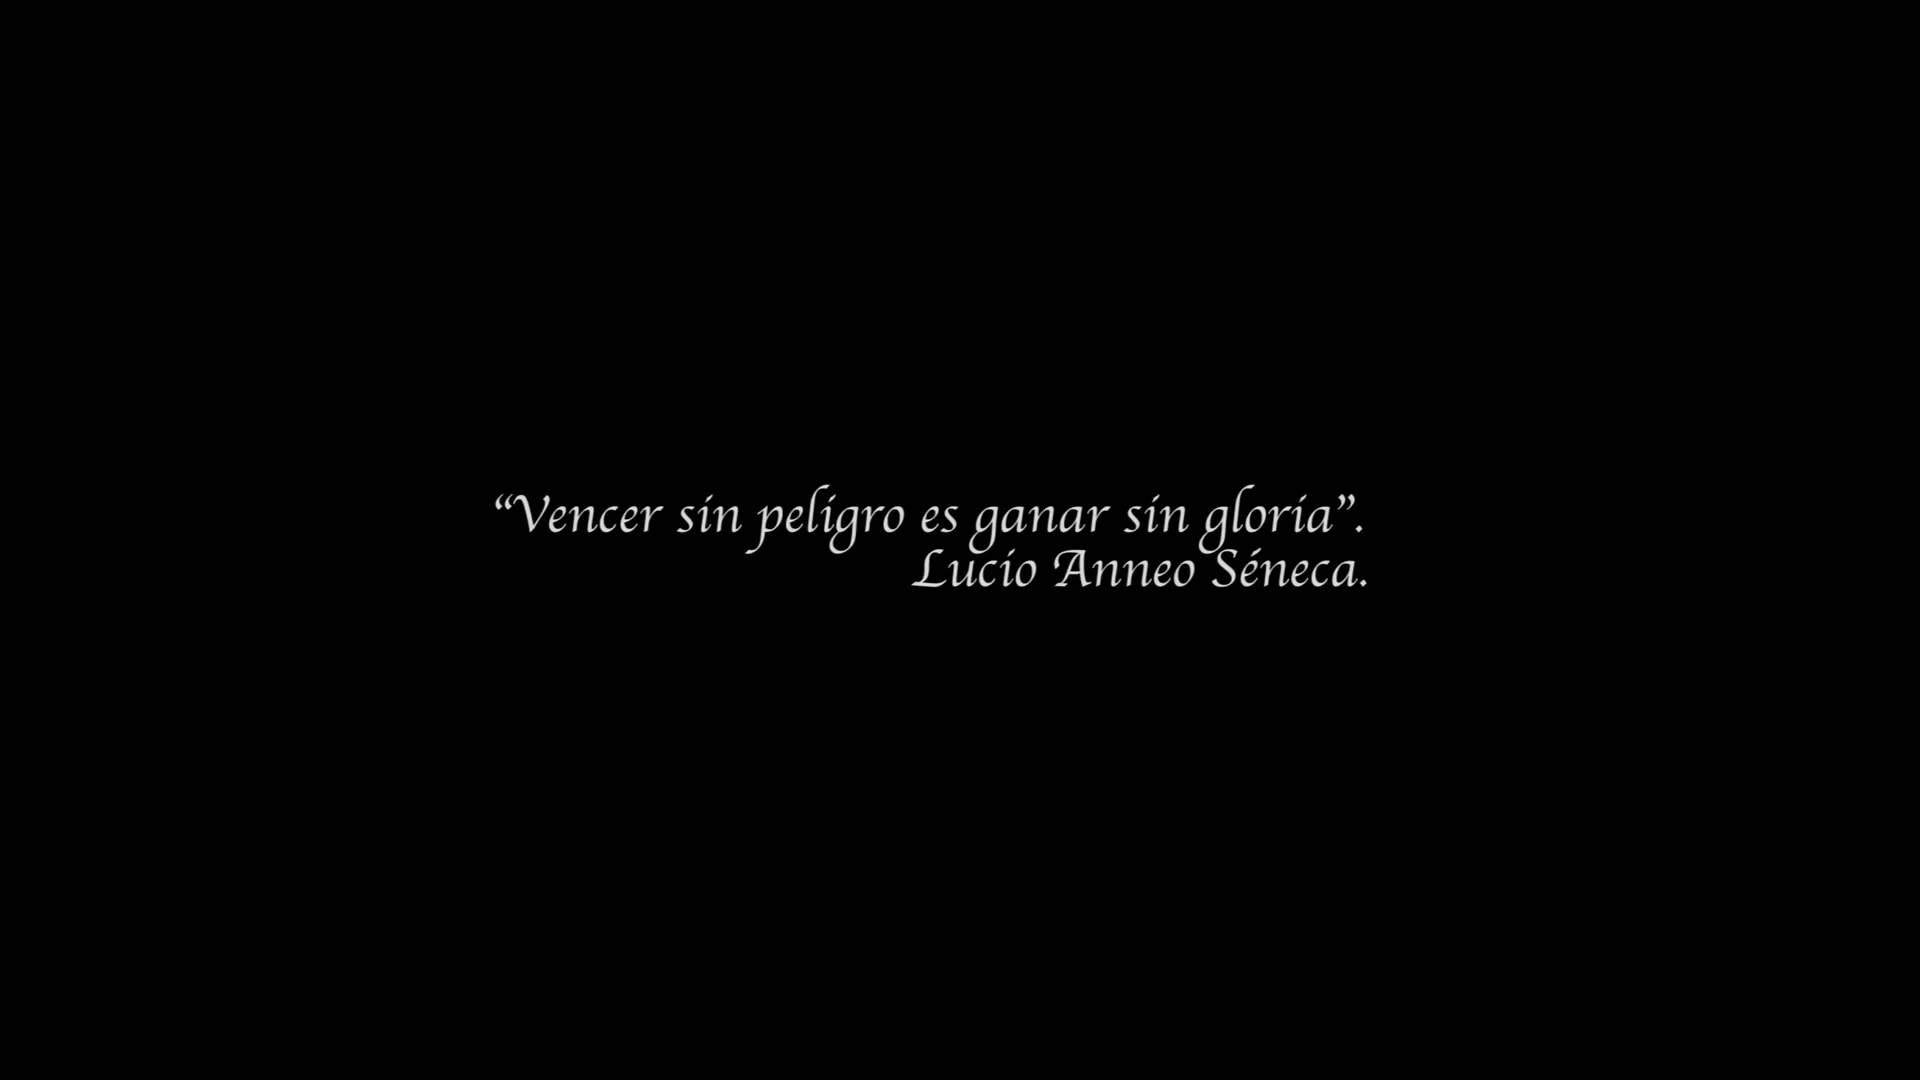 “Vencer sin peligro es ganar sin gloria”.
Lucio Anneo Séneca.